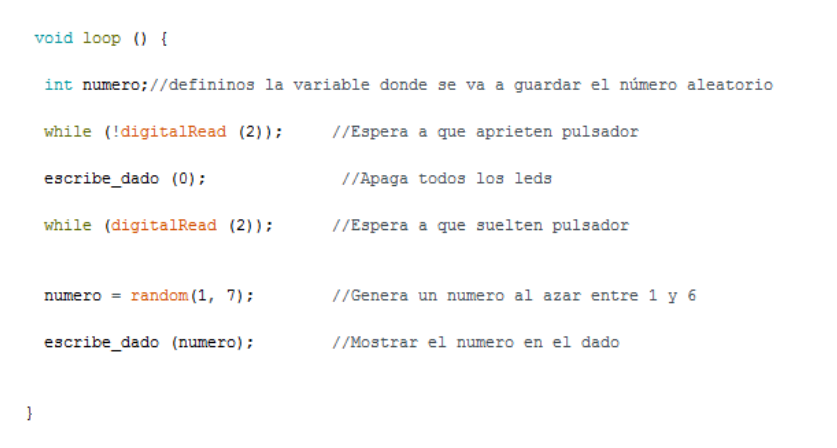 void loop () {
int numero;//defininos la variable donde se va a guardar el número aleatorio
while (!digitalRead (2)); //Espera a que aprieten pulsador
escribe_dado (0); //Apaga todos los leds
while (digitalRead (2)); //Espera a que suelten pulsador
numero = random(1, 7); //Genera un numero al azar entre 1 y 6
escribe_dado (numero); //Mostrar el numero en el dado
}